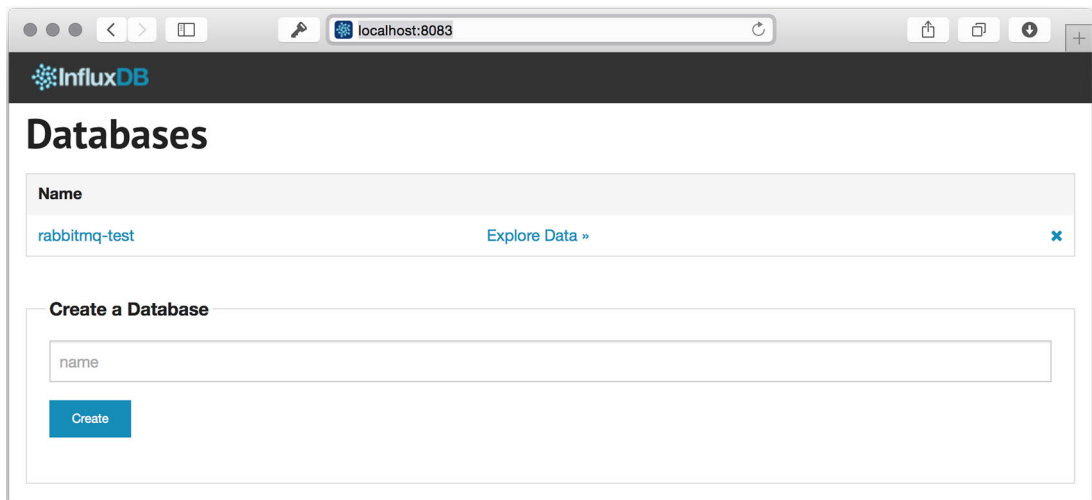 localhost:8083
InfluxDB
Databases
Name
rabbitmq-test Explore Data »
Create a Database
name
Create